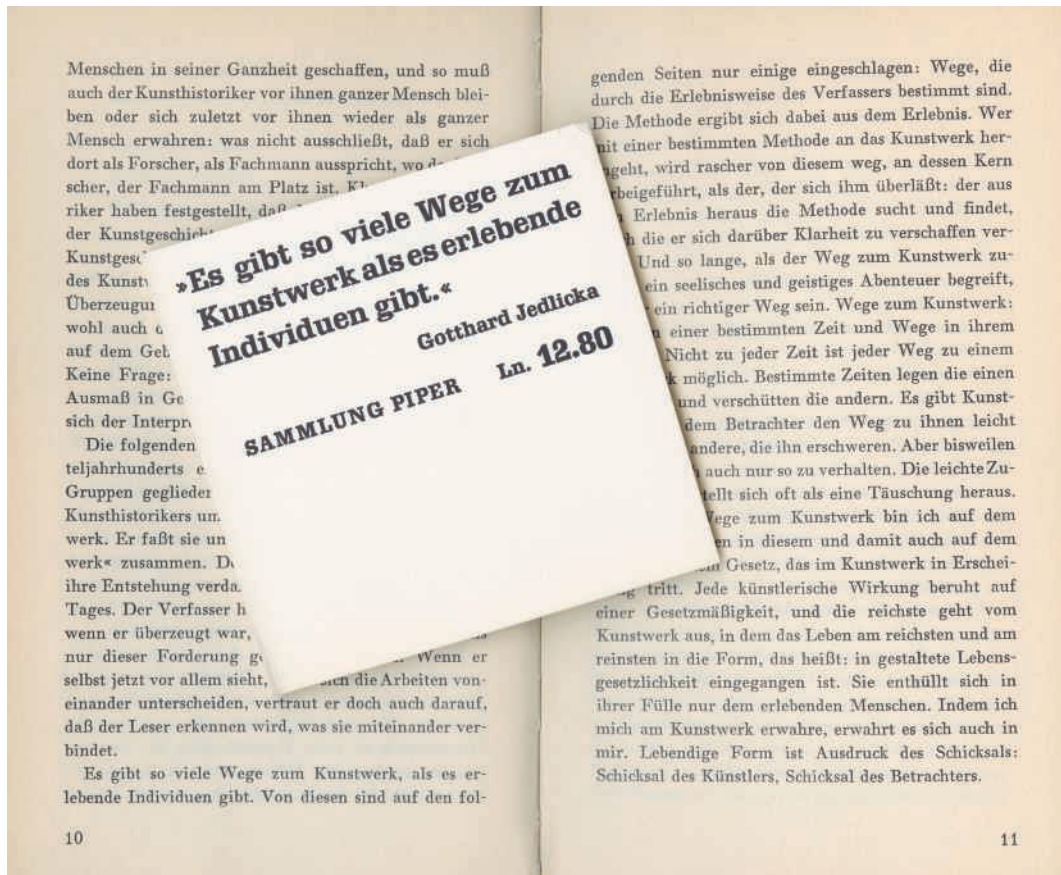 Menschen in seiner Ganzheit geschaffen, und so muß
auch der Kunsthistoriker vor ihnen ganzer Mensch blei-
ben oder sich zuletzt vor ihnen wieder als ganzer
Mensch erwahren: was nicht ausschließt, daß er sich
dort als Forscher, als Fachmann ausspricht, wo
scher, der Fachmann am Platz ist.
riker haben festgestellt, daß
der
des
Überzeugun
wohl auch
auf dem
Keine Frage:
Ausmaß in
sich der
Die folgenden
teljahrhunderts
Gruppen
Kunsthistorikers um
werk. Er faßt sie
werk« zusammen.
ihre Entstehung
Tages. Der Verfasser
wenn er überzeugt war,
nur dieser Forderung Wenn er
selbst jetzt vor allem sieht, die Arbeiten von-
einander unterscheiden, vertraut er doch auch darauf,
daß der Leser erkennen wird, was sie miteinander ver-
bindet.
Es gibt so viele Wege zum Kunstwerk, als es er-
lebende Individuen gibt. Von diesen sind auf den fol-
10
»Es gibt so viele Wege zum
Kunstwerk als es erlebende
Individuen gibt.«
Gotthard Jedlicka
SAMMLUNG PIPER Ln. 12.80
genden Seiten nur einige eingeschlagen: Wege, die
durch die Erlebnisweise des Verfassers bestimmt sind.
Die Methode ergibt sich dabei aus dem Erlebnis. Wer
mit einer bestimmten Methode an das Kunstwerk her-
angeht, wird rascher von diesem weg, an dessen Kern
vorbeigeführt, als der, der sich ihm überläßt: der aus
Erlebnis heraus die Methode sucht und findet,
die er sich darüber Klarheit zu verschaffen ver-
Und so lange, als der Weg zum Kunstwerk zu-
ein seelisches und geistiges Abenteuer begreift,
ein richtiger Weg sein. Wege zum Kunstwerk:
einer bestimmten Zeit und Wege in ihrem
Nicht zu jeder Zeit ist jeder Weg zu einem
möglich. Bestimmte Zeiten legen die einen
und verschütten die andern. Es gibt Kunst-
dem Betrachter den Weg zu ihnen leicht
andere, die ihn erschweren. Aber bisweilen
auch nur so zu verhalten. Die leichte Zu-
sich oft als eine Täuschung heraus.
Wege zum Kunstwerk bin ich auf dem
in diesem und damit auch auf dem
Gesetz, das im Kunstwerk in Erschei-
tritt. Jede künstlerische Wirkung beruht auf
einer Gesetzmäßigkeit, und die reichste geht vom
Kunstwerk aus, in dem das Leben am reichsten und am
reinsten in die Form, das heißt: in gestaltete Lebens-
gesetzlichkeit eingegangen ist. Sie enthüllt sich in
ihrer Fülle nur dem erlebenden Menschen. Indem ich
mich am Kunstwerk erwahre, erwahrt es sich auch in
mir. Lebendige Form ist Ausdruck des Schicksals:
Schicksal des Künstlers, Schicksal des Betrachters.
11